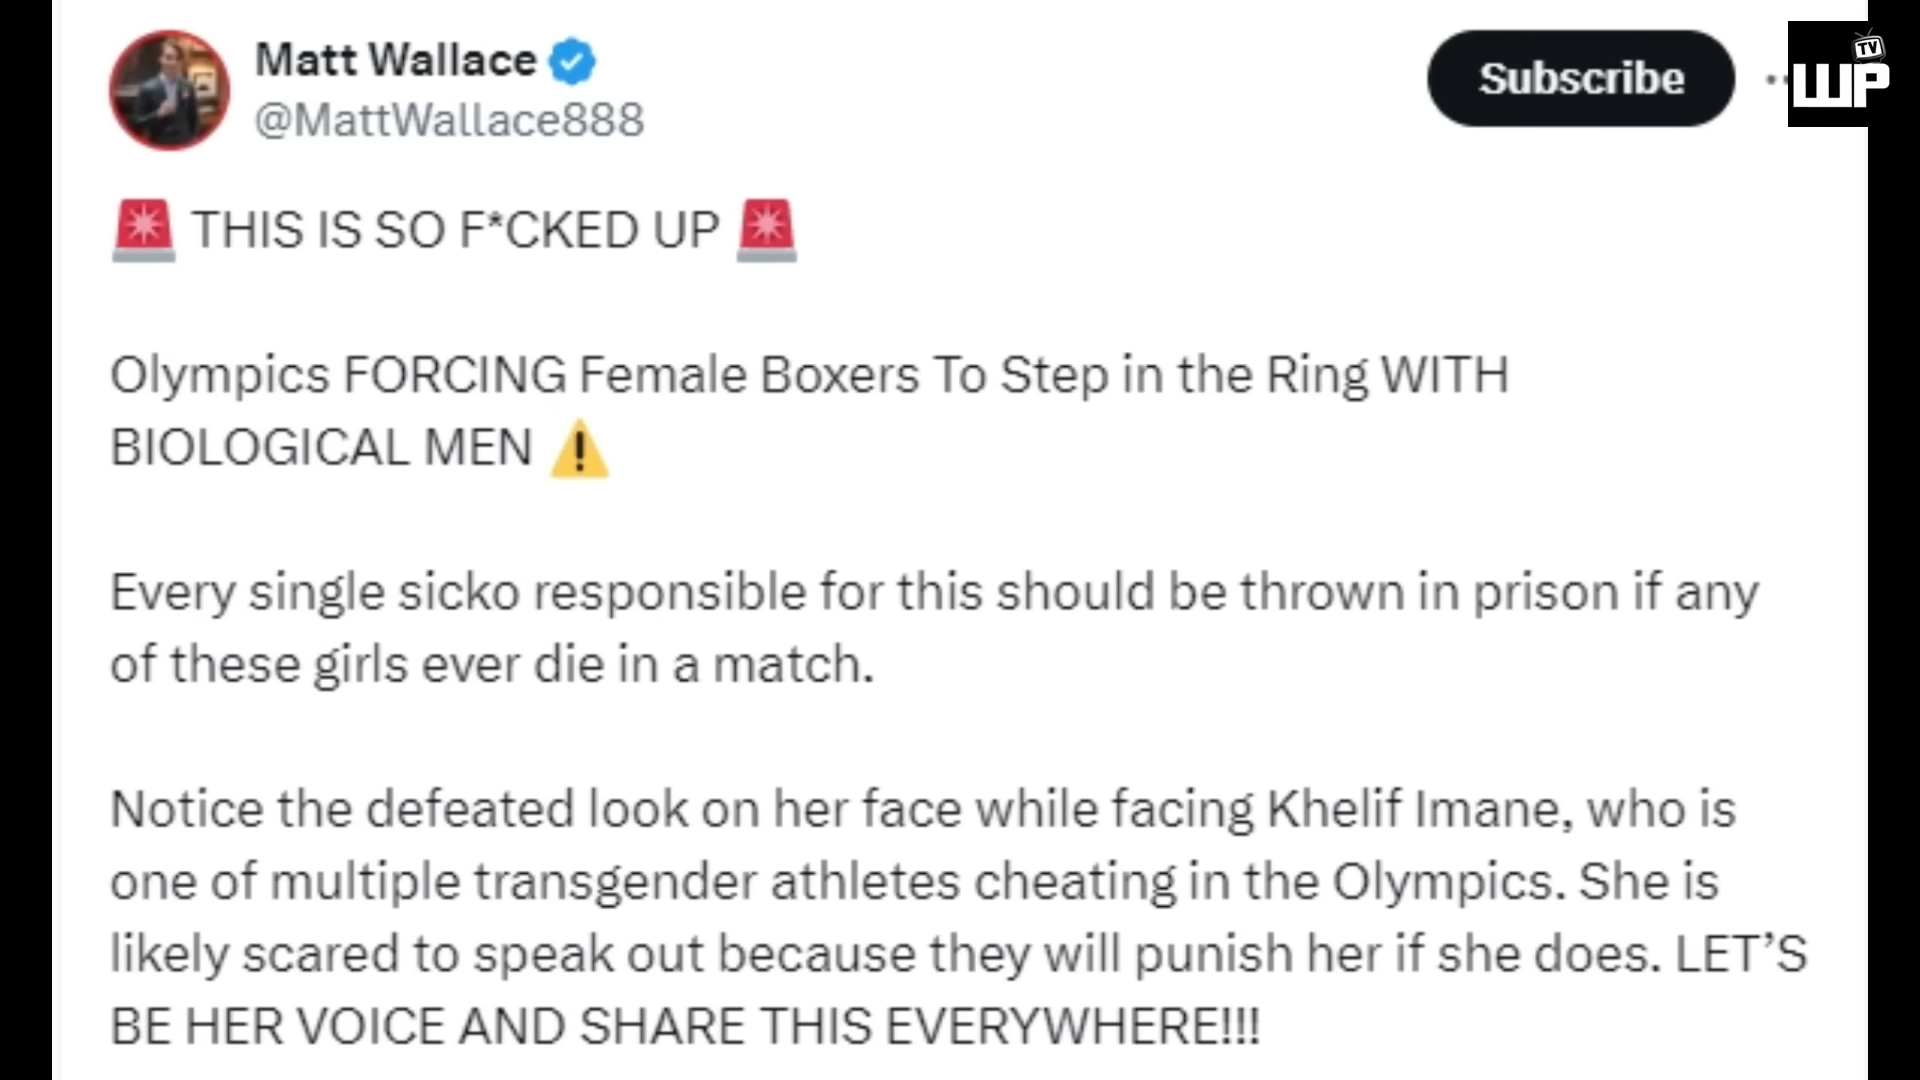 Matt Wallace
@MattWallace888
Subscribe
TV
WP
🚨 THIS IS SO F*CKED UP 🚨
Olympics FORCING Female Boxers To Step in the Ring WITH
BIOLOGICAL MEN ⚠️
Every single sicko responsible for this should be thrown in prison if any
of these girls ever die in a match.
Notice the defeated look on her face while facing Khelif Imane, who is
one of multiple transgender athletes cheating in the Olympics. She is
likely scared to speak out because they will punish her if she does. LET’S
BE HER VOICE AND SHARE THIS EVERYWHERE!!!